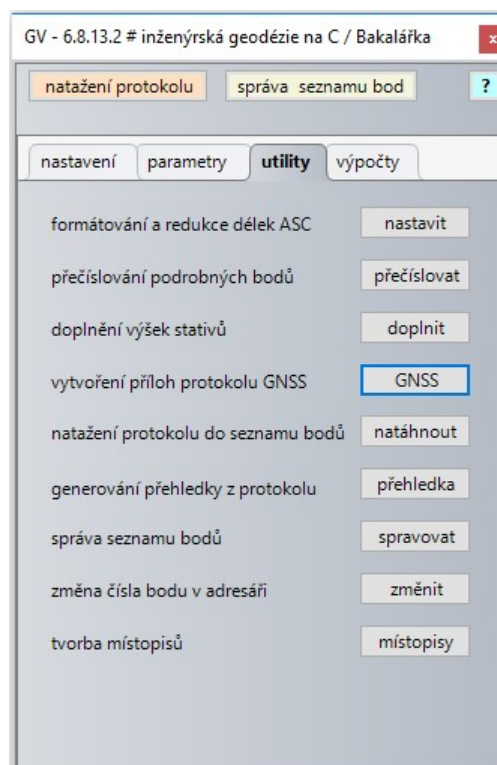 GV - 6.8.13.2 # inženýrská geodézie na C / Bakalářka x
natažení protokolu správa seznamu bod ?
nastavení parametry utility výpočty
formátování a redukce délek ASC nastavit
přečíslování podrobných bodů přečíslovat
doplnění výšek stativů doplnit
vytvoření příloh protokolu GNSS GNSS
natažení protokolu do seznamu bodů natáhnout
generování přehledky z protokolu přehledka
správa seznamu bodů spravovat
změna čísla bodu v adresáři změnit
tvorba místopisů místopisy